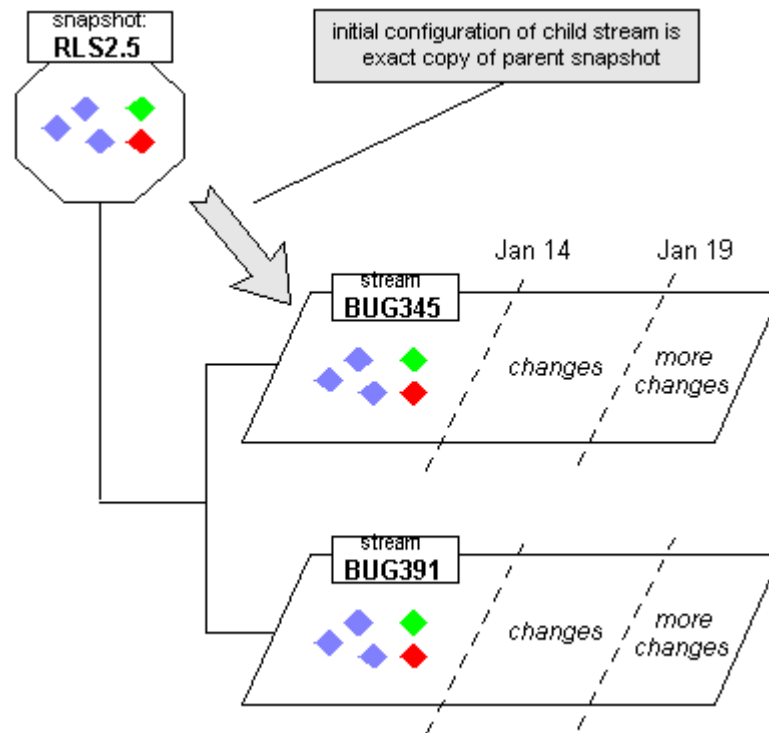 snapshot:
RLS2.5
initial configuration of child stream is
exact copy of parent snapshot
Jan 14
Jan 19
stream
BUG345
changes
more
changes
stream
BUG391
changes
more
changes